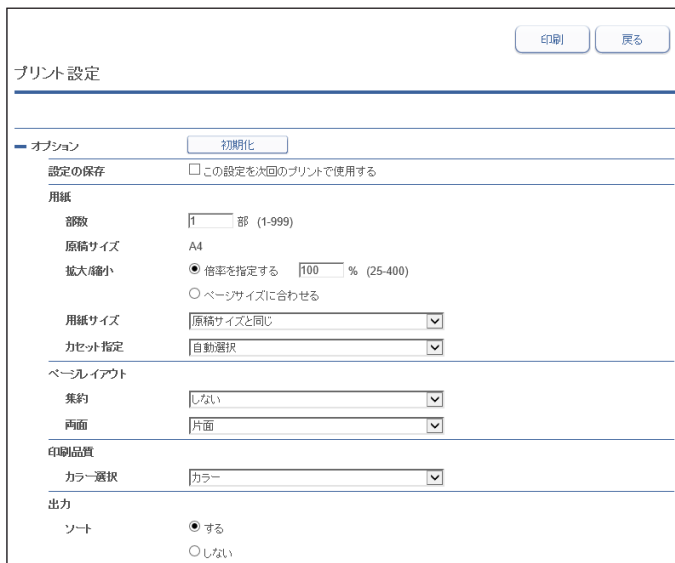 印刷 戻る
プリント設定
オプション 初期化
設定の保存 この設定を次回のプリントで使用する
用紙
部数 1 部 (1-999)
原稿サイズ A4
拡大/縮小 倍率を指定する 100 % (25-400)
ページサイズに合わせる
用紙サイズ 原稿サイズと同じ
カセット指定 自動選択
ページレイアウト
集約 しない
両面 片面
印刷品質
カラー選択 カラー
出力
ソート する
しない